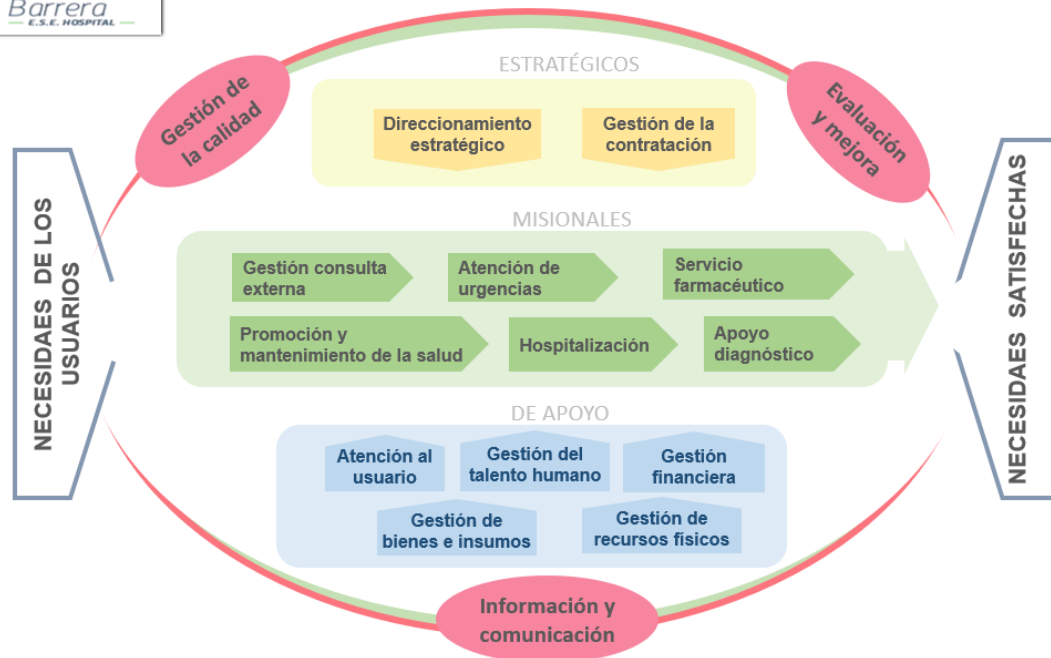 Barrera
E.S.E. HOSPITAL
ESTRATÉGICOS
Gestión de
la calidad
Evaluación
y mejora
Direccionamiento
estratégico
Gestión de la
contratación
NECESIDAES DE LOS
USUARIOS
MISIONALES
Gestión consulta
externa
Atención de
urgencias
Servicio
farmacéutico
Promoción y
mantenimiento de la salud
Hospitalización
Apoyo
diagnóstico
NECESIDAES SATISFECHAS
DE APOYO
Atención al
usuario
Gestión del
talento humano
Gestión
financiera
Gestión de
bienes e insumos
Gestión de
recursos físicos
Información y
comunicación